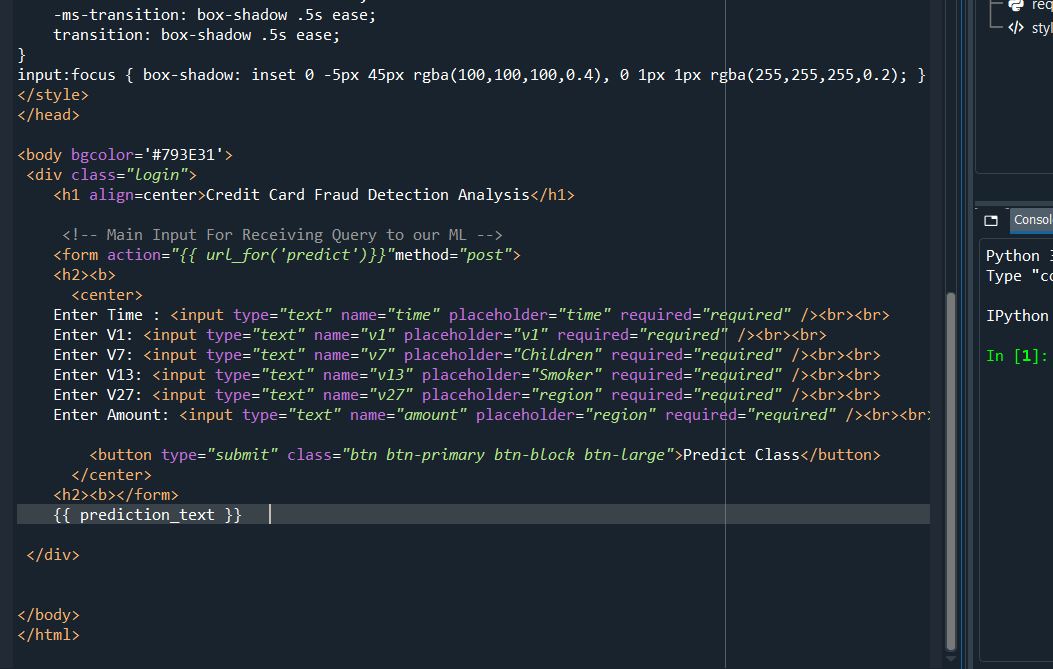 -ms-transition: box-shadow .5s ease;
transition: box-shadow .5s ease;
}
input:focus { box-shadow: inset 0 -5px 45px rgba(100,100,100,0.4), 0 1px 1px rgba(255,255,255,0.2); }
</style>
</head>
<body bgcolor='#793E31'>
<div class="login">
<h1 align=center>Credit Card Fraud Detection Analysis</h1>
<!-- Main Input For Receiving Query to our ML -->
<form action="{{ url_for('predict')}}"method="post">
<h2><b>
<center>
Enter Time : <input type="text" name="time" placeholder="time" required="required" /><br><br>
Enter V1: <input type="text" name="v1" placeholder="v1" required="required" /><br><br>
Enter V7: <input type="text" name="v7" placeholder="Children" required="required" /><br><br>
Enter V13: <input type="text" name="v13" placeholder="Smoker" required="required" /><br><br>
Enter V27: <input type="text" name="v27" placeholder="region" required="required" /><br><br>
Enter Amount: <input type="text" name="amount" placeholder="region" required="required" /><br><br>
<button type="submit" class="btn btn-primary btn-block btn-large">Predict Class</button>
</center>
<h2><b></form>
{{ prediction_text }}
</div>
</body>
</html>
req
</> styl
Consol
Python 3
Type "co
IPython
In [1]: